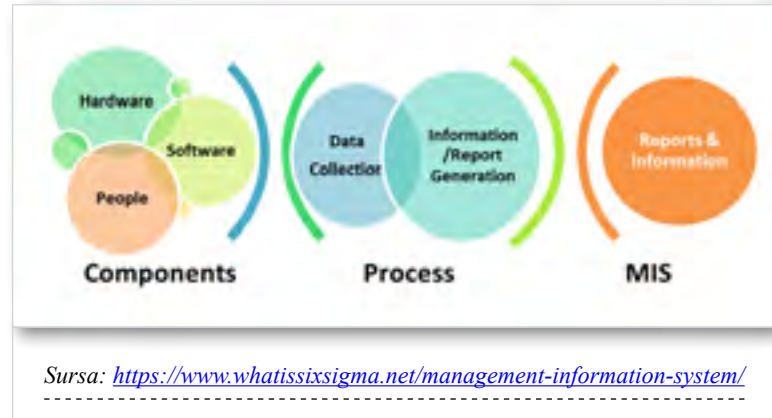 Hardware
Software
People
Components
Data
Collection
Information
/Report
Generation
Process
Reports &
Information
MIS
Sursa: https://www.whatissixsigma.net/management-information-system/